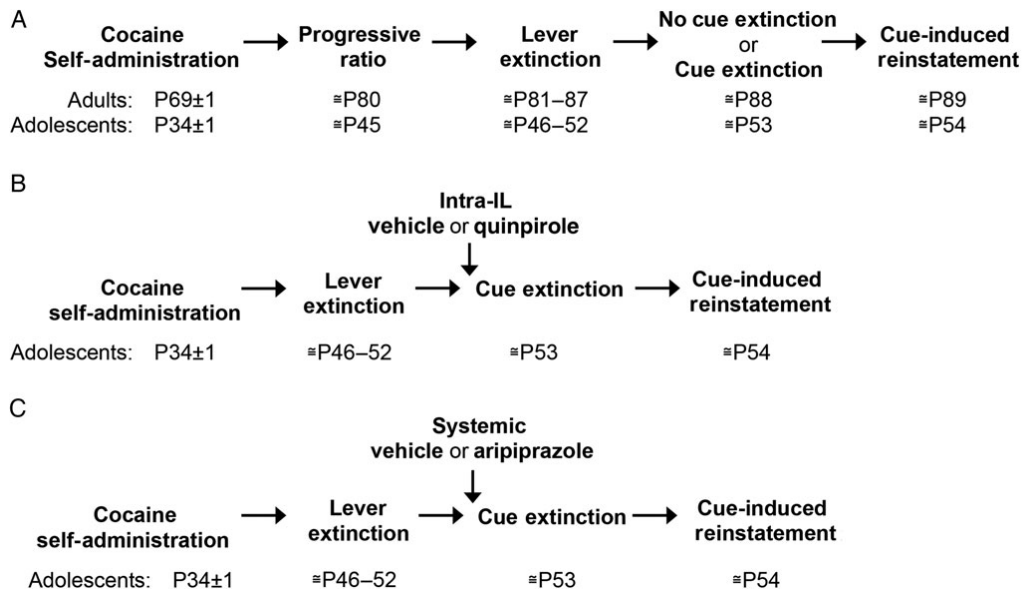 A
Cocaine
Self-administration
Progressive
ratio
Lever
extinction
No cue extinction
or
Cue extinction
Cue-induced
reinstatement
Adults: P69±1 ≅P80 ≅P81–87 ≅P88 ≅P89
Adolescents: P34±1 ≅P45 ≅P46–52 ≅P53 ≅P54
B
Intra-IL
vehicle or quinpirole
Cocaine
self-administration
Lever
extinction
Cue extinction
Cue-induced
reinstatement
Adolescents: P34±1 ≅P46–52 ≅P53 ≅P54
C
Systemic
vehicle or aripiprazole
Cocaine
self-administration
Lever
extinction
Cue extinction
Cue-induced
reinstatement
Adolescents: P34±1 ≅P46–52 ≅P53 ≅P54